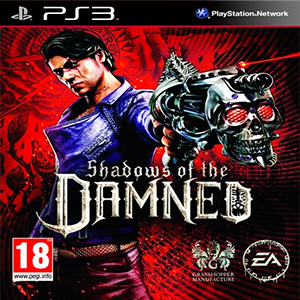 PS3
PlayStation®Network
Shadows of the
DAMNED
18
www.pegi.info
GRASSHOPPER
MANUFACTURE
EA